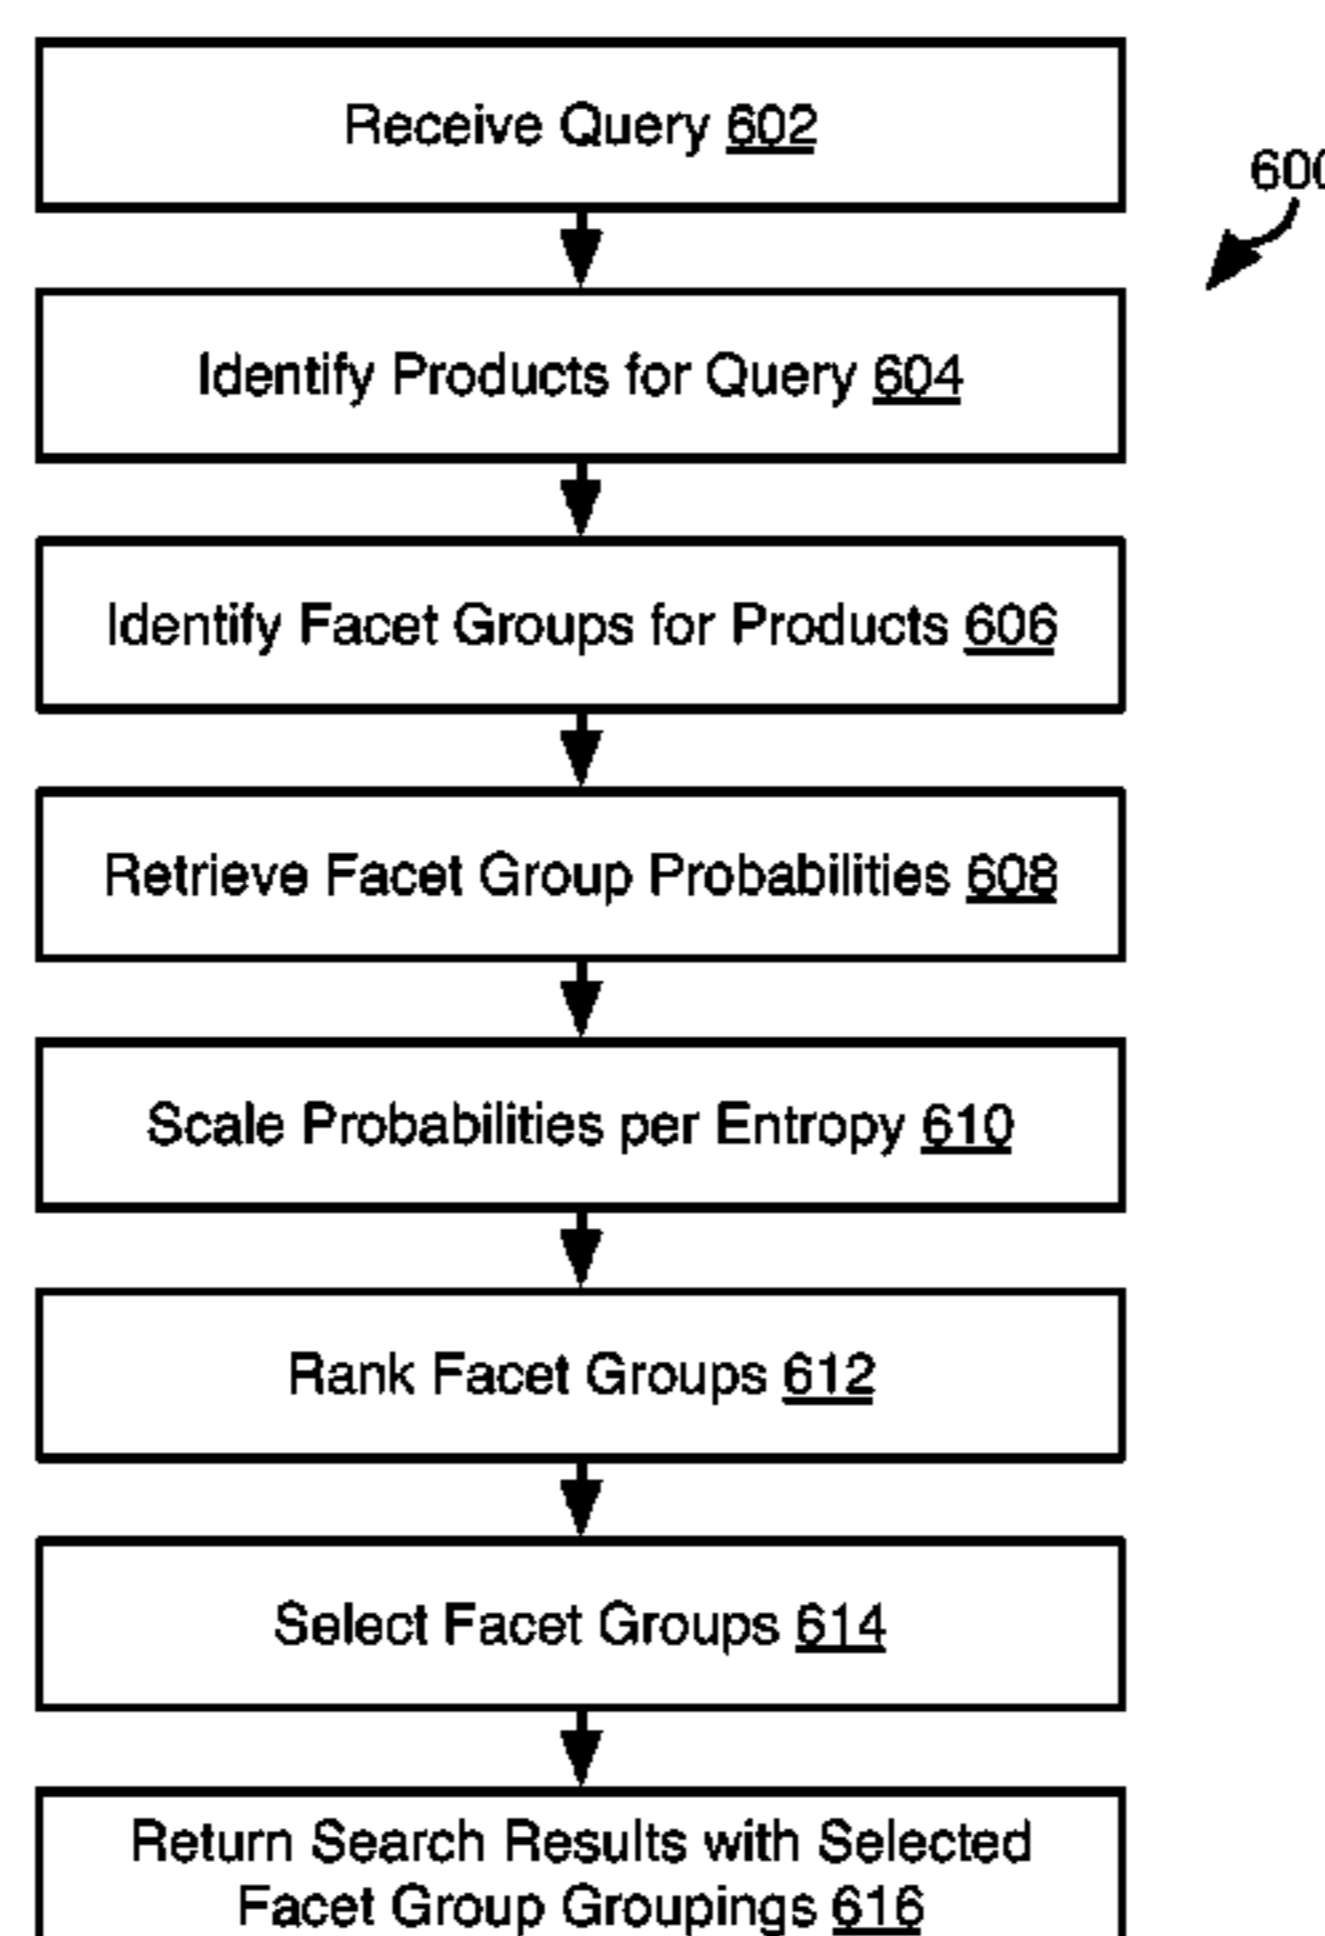 Receive Query 602
600
Identify Products for Query 604
Identify Facet Groups for Products 606
Retrieve Facet Group Probabilities 608
Scale Probabilities per Entropy 610
Rank Facet Groups 612
Select Facet Groups 614
Return Search Results with Selected
Facet Group Groupings 616